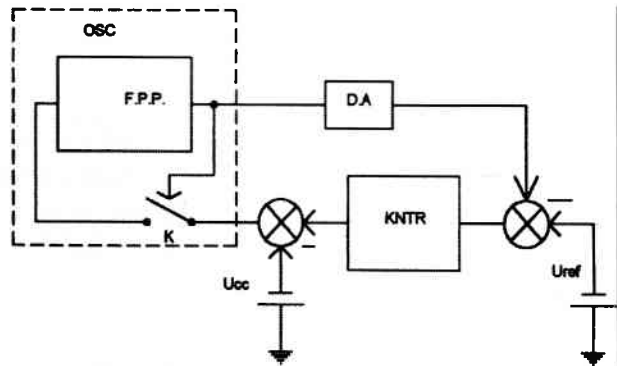 OSC
F.P.P.
D.A
K
KNTR
Ucc
Uref